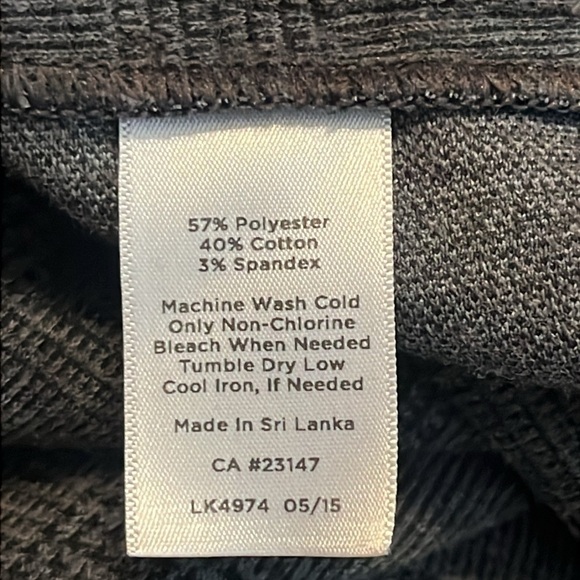 57% Polyester
40% Cotton
3% Spandex
Machine Wash Cold
Only Non-Chlorine
Bleach When Needed
Tumble Dry Low
Cool Iron, If Needed
Made In Sri Lanka
CA #23147
LK4974 05/15